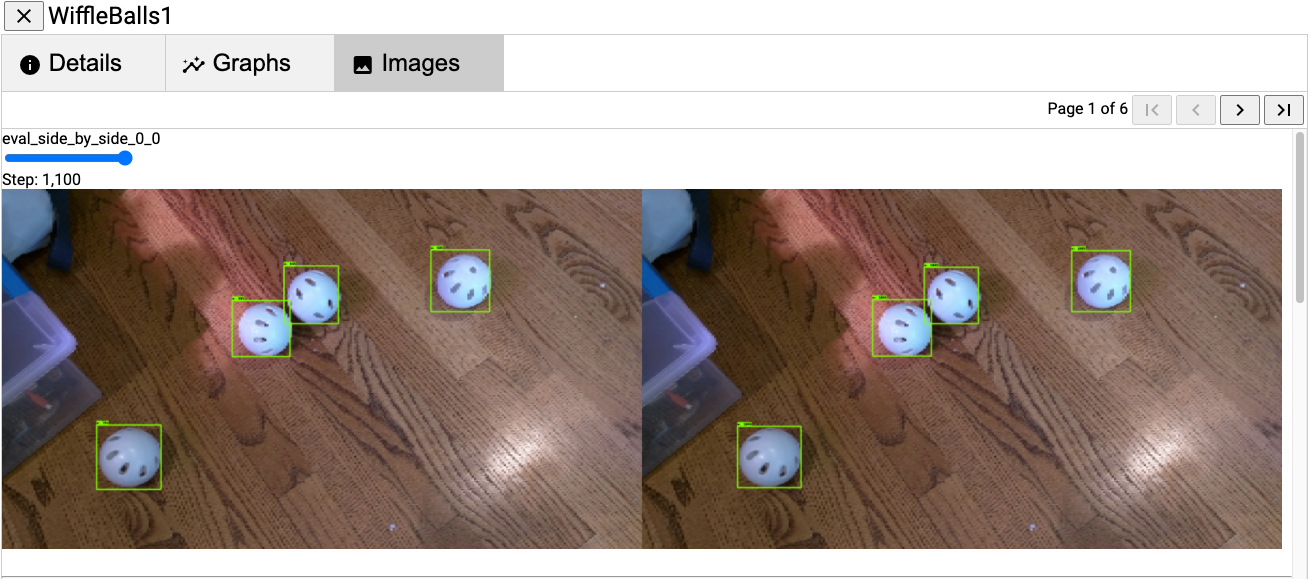 WiffleBalls1
Details
Graphs
Images
Page 1 of 6
eval_side_by_side_0_0
Step: 1,100